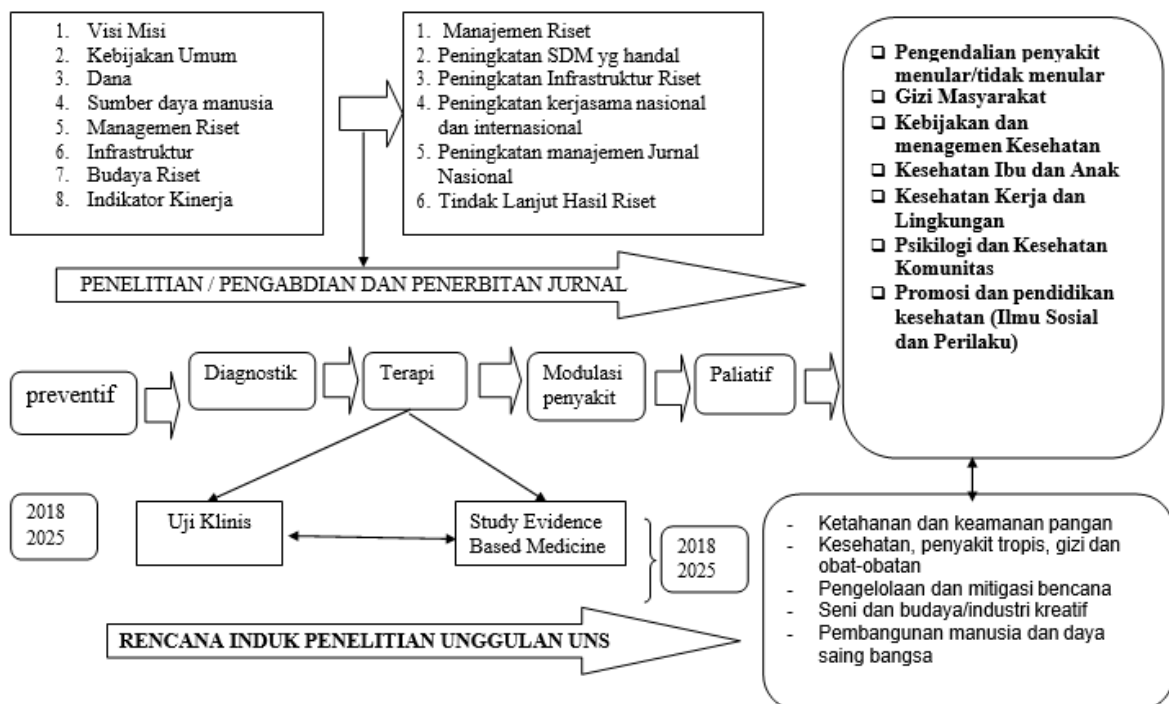 1. Visi Misi
2. Kebijakan Umum
3. Dana
4. Sumber daya manusia
5. Managemen Riset
6. Infrastruktur
7. Budaya Riset
8. Indikator Kinerja
1. Manajemen Riset
2. Peningkatan SDM yg handal
3. Peningkatan Infrastruktur Riset
4. Peningkatan kerjasama nasional
dan internasional
5. Peningkatan manajemen Jurnal
Nasional
6. Tindak Lanjut Hasil Riset
❑ Pengendalian penyakit
menular/tidak menular
❑ Gizi Masyarakat
❑ Kebijakan dan
menagemen Kesehatan
❑ Kesehatan Ibu dan Anak
❑ Kesehatan Kerja dan
Lingkungan
❑ Psikilogi dan Kesehatan
Komunitas
❑ Promosi dan pendidikan
kesehatan (Ilmu Sosial
dan Perilaku)
PENELITIAN / PENGABDIAN DAN PENERBITAN JURNAL
preventif
Diagnostik
Terapi
Modulasi
penyakit
Paliatif
2018
2025
Uji Klinis
Study Evidence
Based Medicine
2018
2025
- Ketahanan dan keamanan pangan
- Kesehatan, penyakit tropis, gizi dan
obat-obatan
- Pengelolaan dan mitigasi bencana
- Seni dan budaya/industri kreatif
- Pembangunan manusia dan daya
saing bangsa
RENCANA INDUK PENELITIAN UNGGULAN UNS